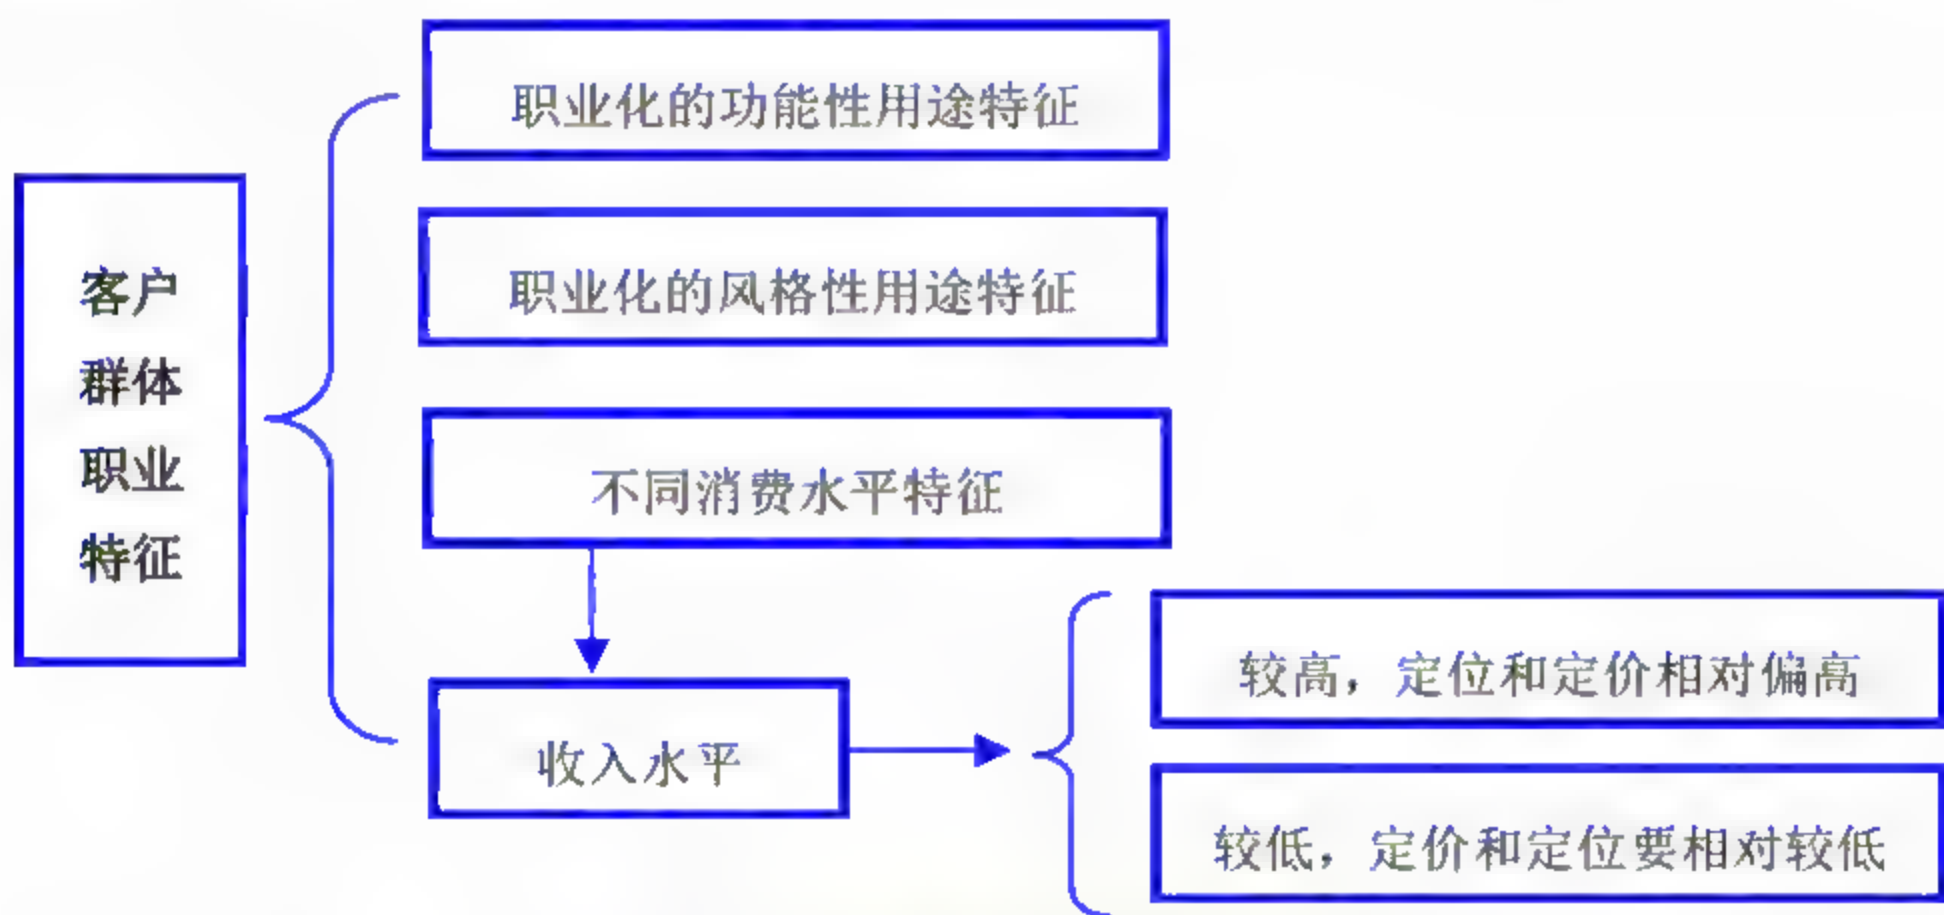 客户
群体
职业
特征
职业化的功能性用途特征
职业化的风格性用途特征
不同消费水平特征
收入水平
较高，定位和定价相对偏高
较低，定价和定位要相对较低